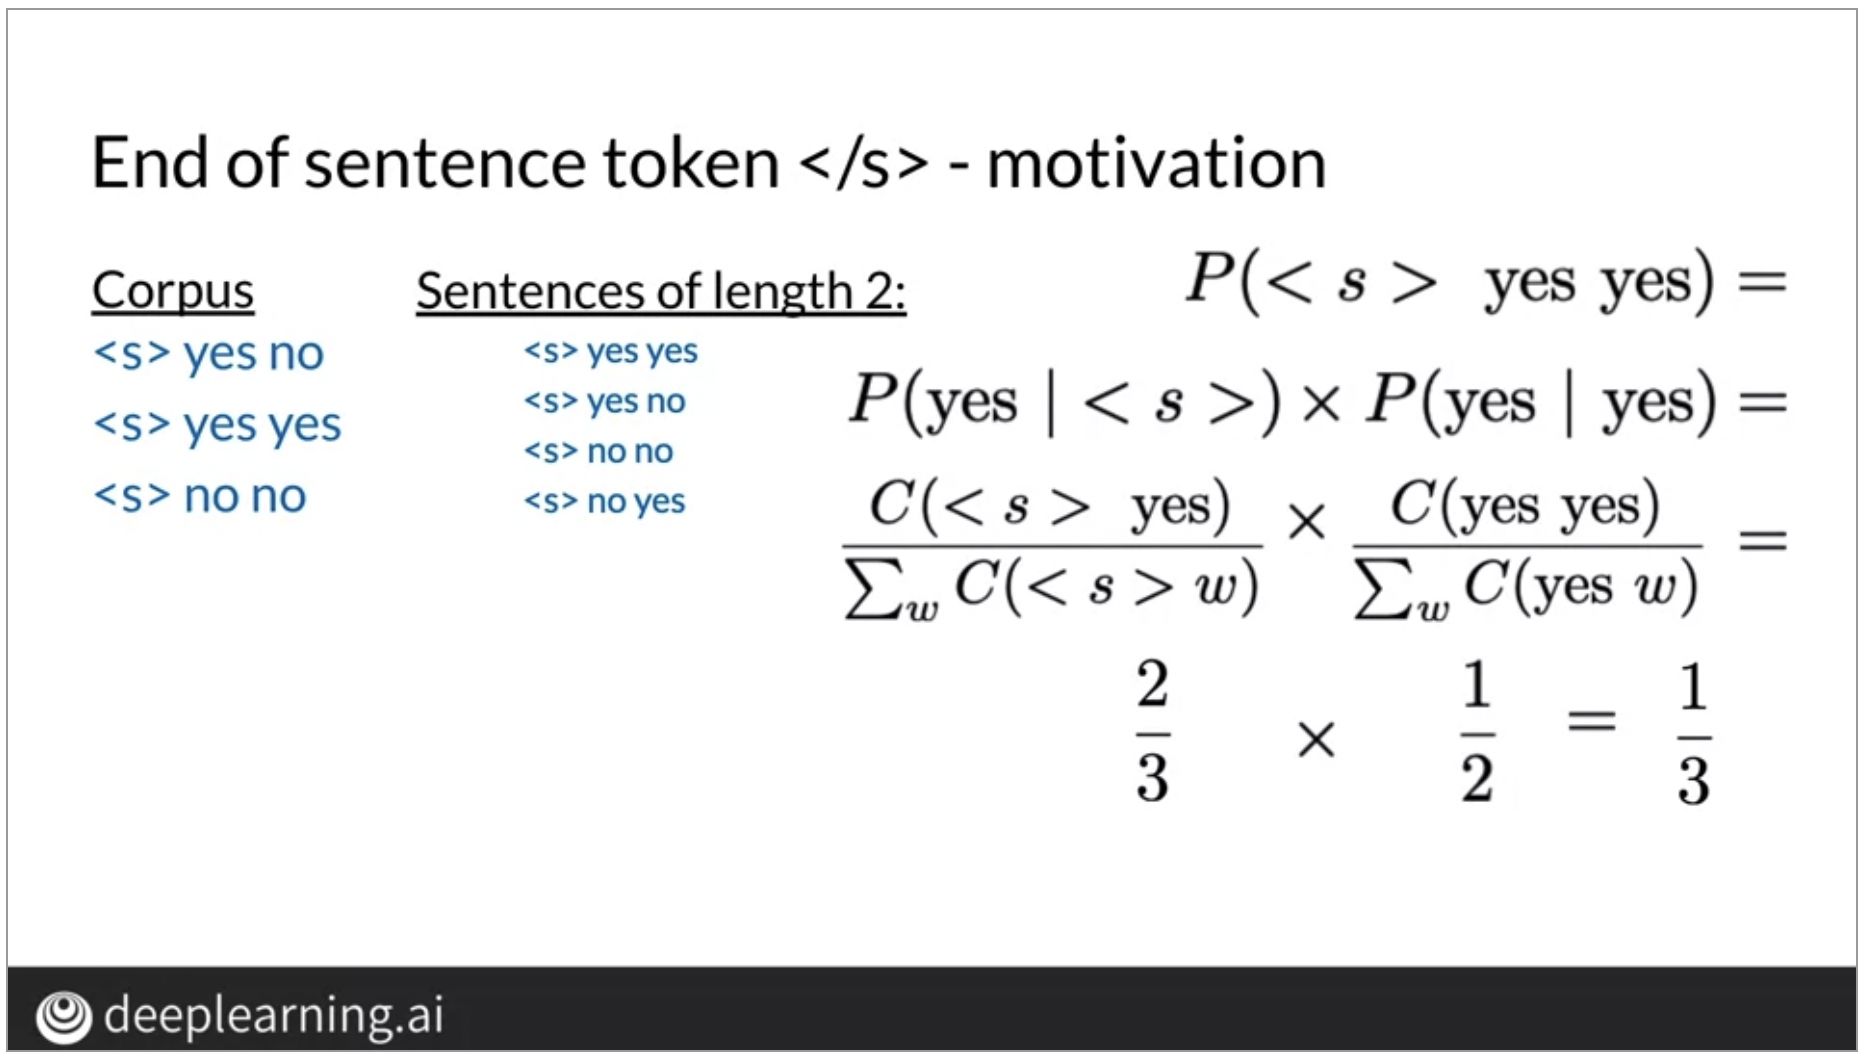 End of sentence token </s> - motivation
Corpus
<s> yes no
<s> yes yes
<s> no no
Sentences of length 2:
<s> yes yes
<s> yes no
<s> no no
<s> no yes
P(< s > yes yes) =
P(yes | < s >) × P(yes | yes) =
C(< s > yes) / ∑_w C(< s > w) × C(yes yes) / ∑_w C(yes w) =
2/3 × 1/2 = 1/3
deeplearning.ai